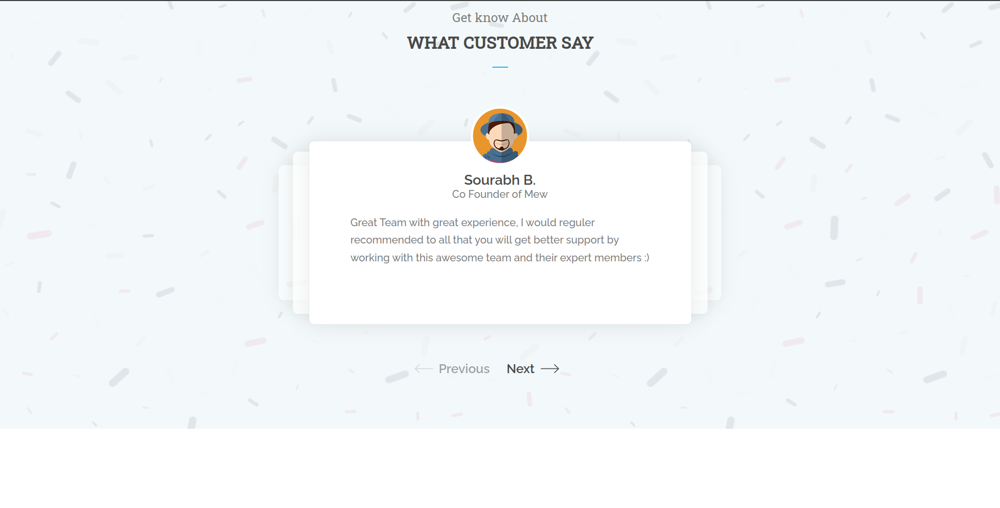 Get know About
WHAT CUSTOMER SAY
Sourabh B.
Co Founder of Mew
Great Team with great experience, I would reguler
recommended to all that you will get better support by
working with this awesome team and their expert members :)
Previous Next